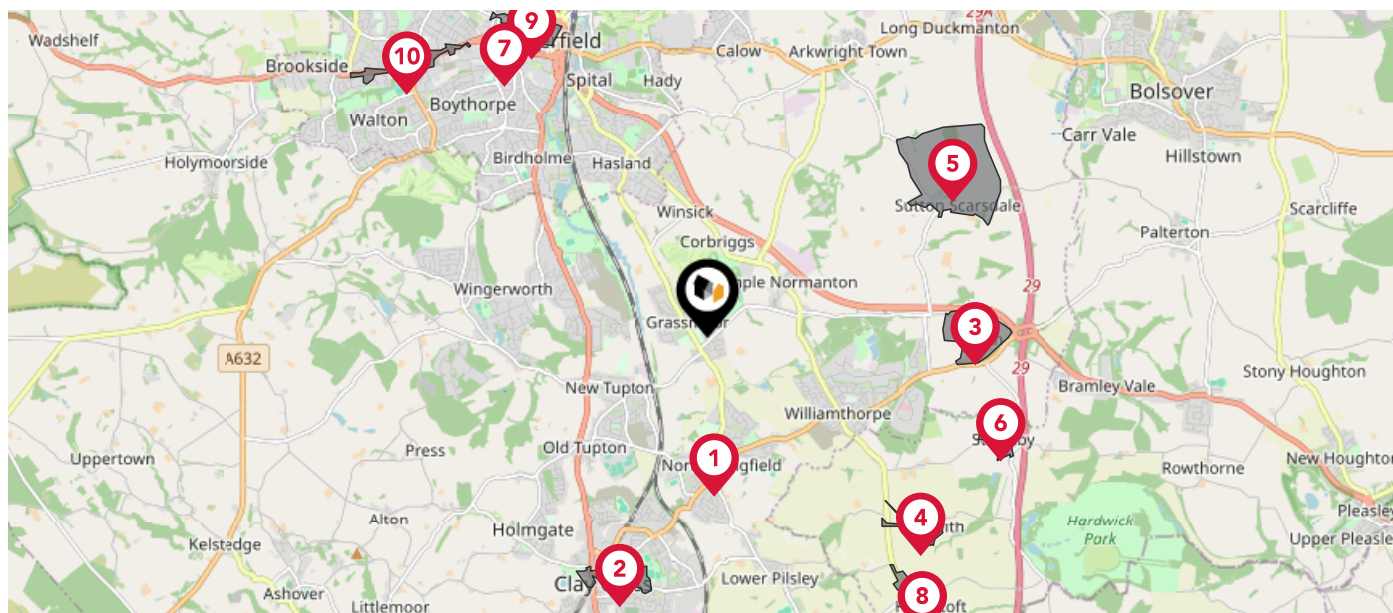 29A
Long Duckmanton
9
Wadshelf
7
10
Calow
Arkwright Town
Brookside
Spital
Hady
Bolsover
Boythorpe
Walton
Carr Vale
Holymoorside
Birdholme
Hasland
Hillstown
5
Sutton Scarsdale
Winsick
Scarcliffe
Palterton
Corbriggs
Wingerworth
Normanton
29
3
A632
29
New Tupton
Bramley Vale
Stony Houghton
Williamthorpe
6
Old Tupton
Press
1
Uppertown
Rowthorne
New Houghton
4
Alton
Holmgate
Hardwick
Park
Pleasley
Kelstedge
Upper Pleasley
2
Lower Pilsley
Ashover
8
Littlemoor